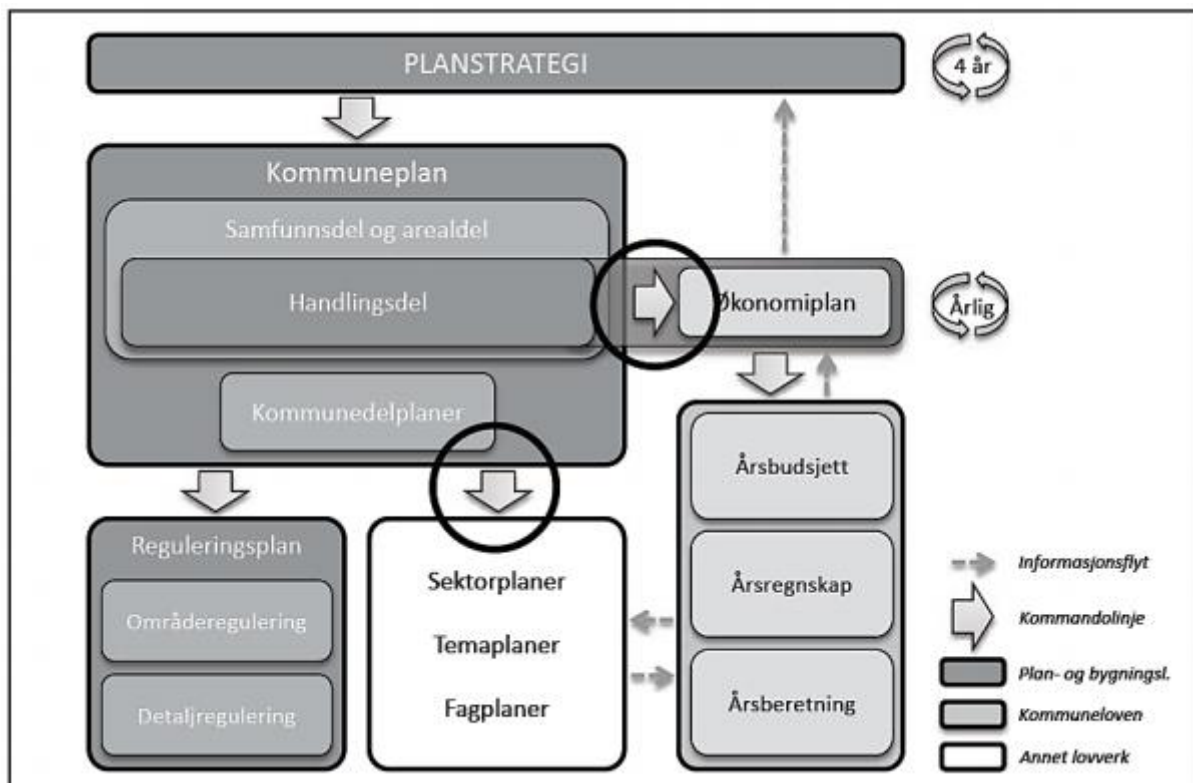 PLANSTRATEGI
4 år
Kommuneplan
Samfunnsdel og arealdel
Handlingsdel
Økonomiplan
Årlig
Kommunedelplaner
Årsbudsjett
Årsregnskap
Årsberetning
Reguleringsplan
Områderegulering
Detaljregulering
Sektorplaner
Temaplaner
Fagplaner
Informasjonsflyt
Kommandolinje
Plan- og bygningsl.
Kommuneloven
Annet lovverk